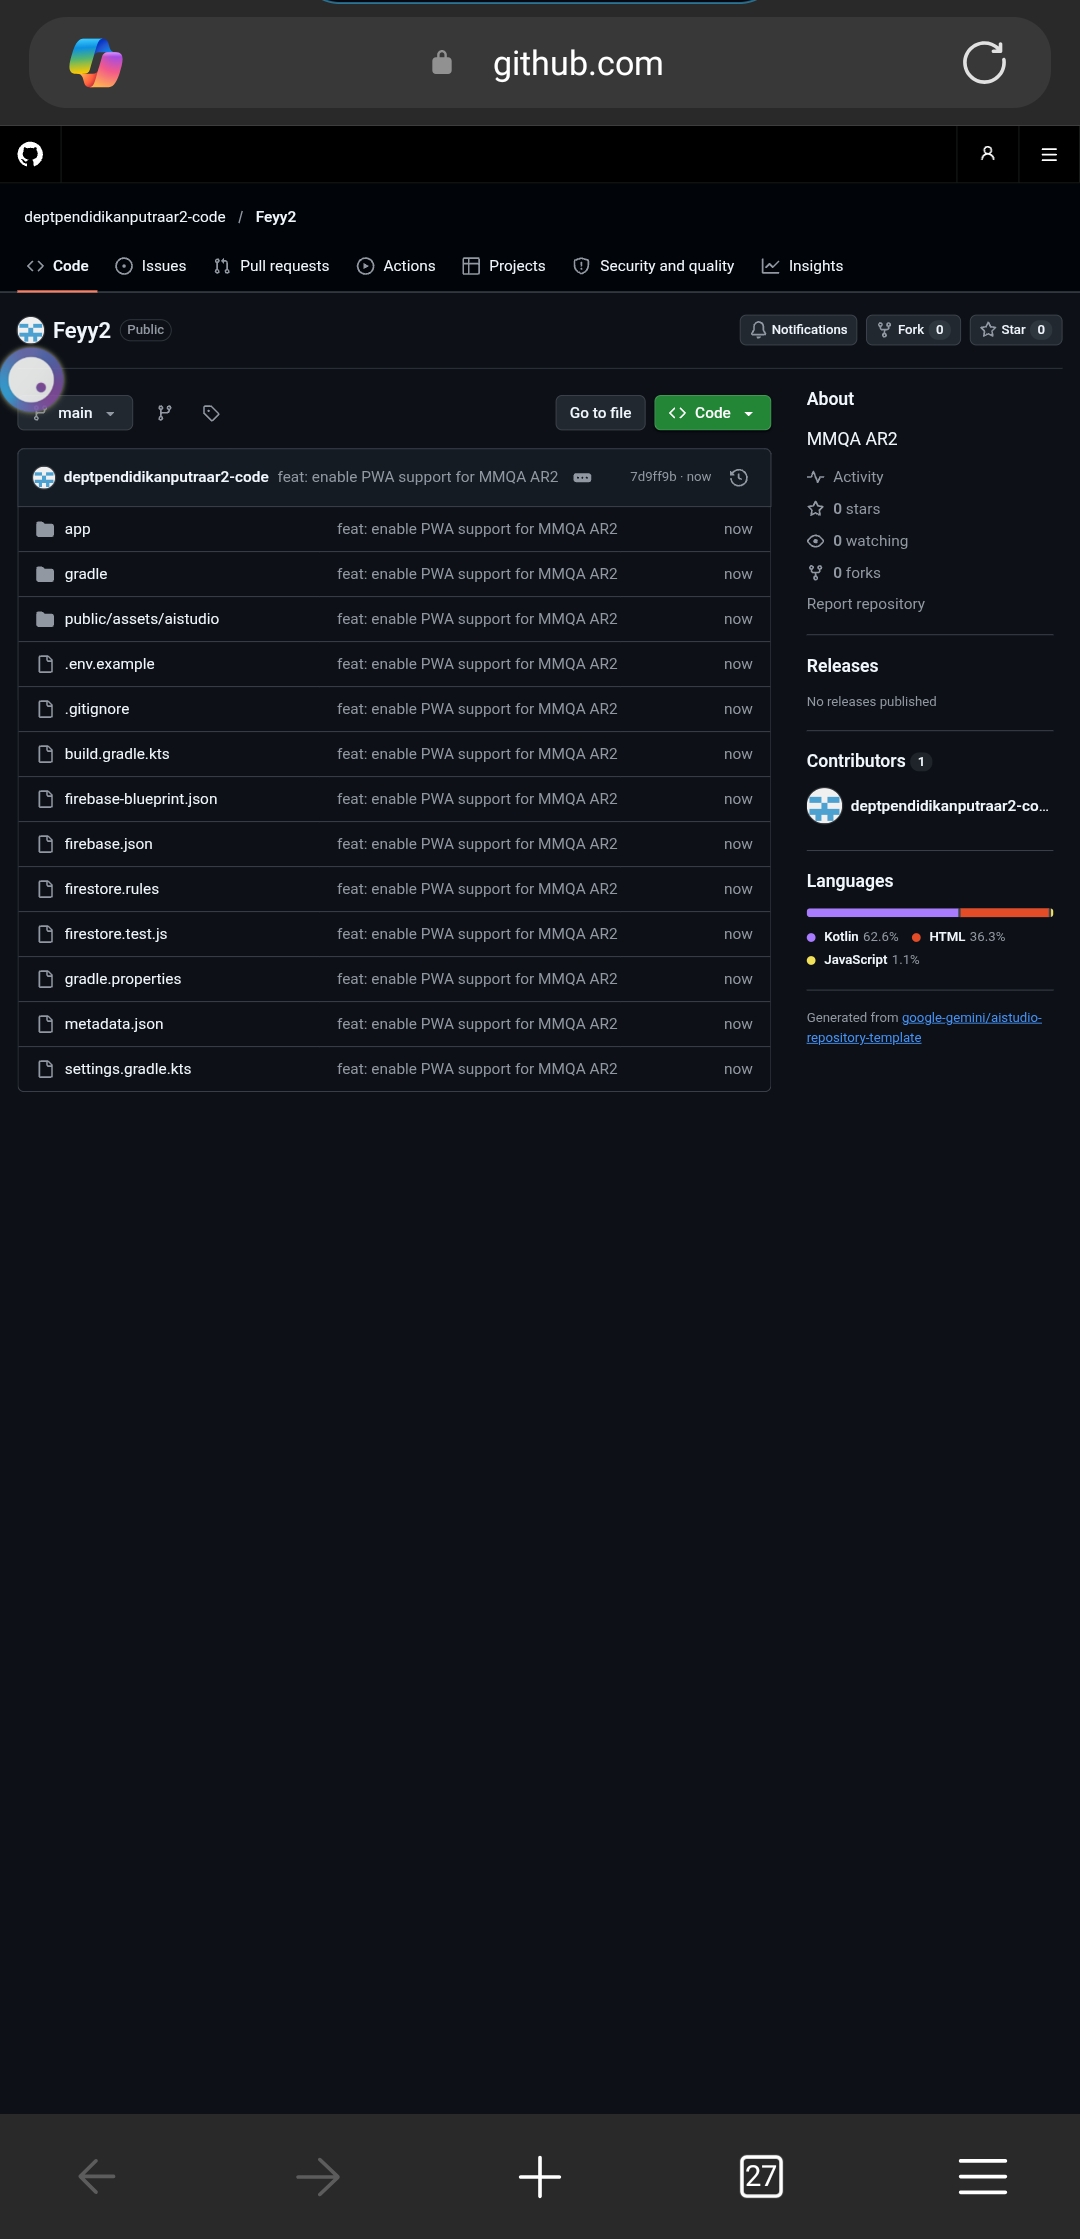 github.com
deptpendidikanputraar2-code / Feyy2
Code Issues Pull requests Actions Projects Security and quality Insights
Feyy2 Public
Notifications Fork 0 Star 0
main Go to file Code
deptpendidikanputraar2-code feat: enable PWA support for MMQA AR2 7d9ff9b · now
app feat: enable PWA support for MMQA AR2 now
gradle feat: enable PWA support for MMQA AR2 now
public/assets/aistudio feat: enable PWA support for MMQA AR2 now
.env.example feat: enable PWA support for MMQA AR2 now
.gitignore feat: enable PWA support for MMQA AR2 now
build.gradle.kts feat: enable PWA support for MMQA AR2 now
firebase-blueprint.json feat: enable PWA support for MMQA AR2 now
firebase.json feat: enable PWA support for MMQA AR2 now
firestore.rules feat: enable PWA support for MMQA AR2 now
firestore.test.js feat: enable PWA support for MMQA AR2 now
gradle.properties feat: enable PWA support for MMQA AR2 now
metadata.json feat: enable PWA support for MMQA AR2 now
settings.gradle.kts feat: enable PWA support for MMQA AR2 now
About
MMQA AR2
Activity
0 stars
0 watching
0 forks
Report repository
Releases
No releases published
Contributors 1
deptpendidikanputraar2-co...
Languages
Kotlin 62.6% HTML 36.3%
JavaScript 1.1%
Generated from google-gemini/aistudio-
repository-template
27